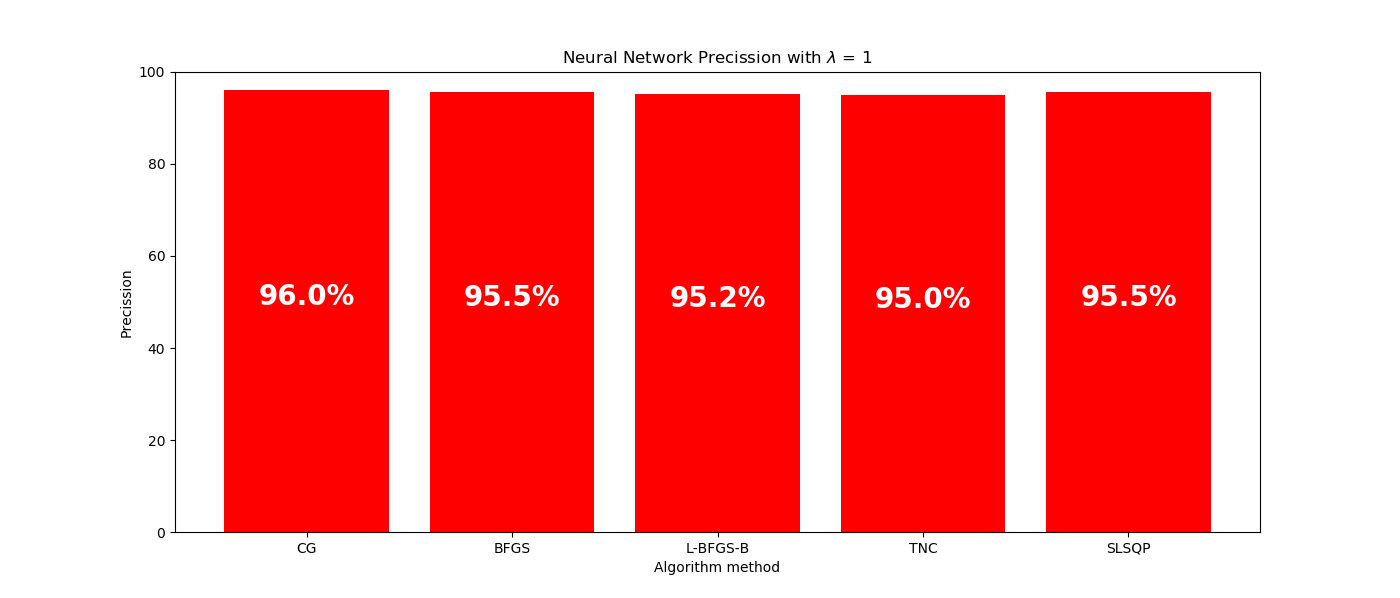 Neural Network Precission with λ = 1
100
80
60
40
20
0
Precission
96.0%
95.5%
95.2%
95.0%
95.5%
CG
BFGS
L-BFGS-B
TNC
SLSQP
Algorithm method